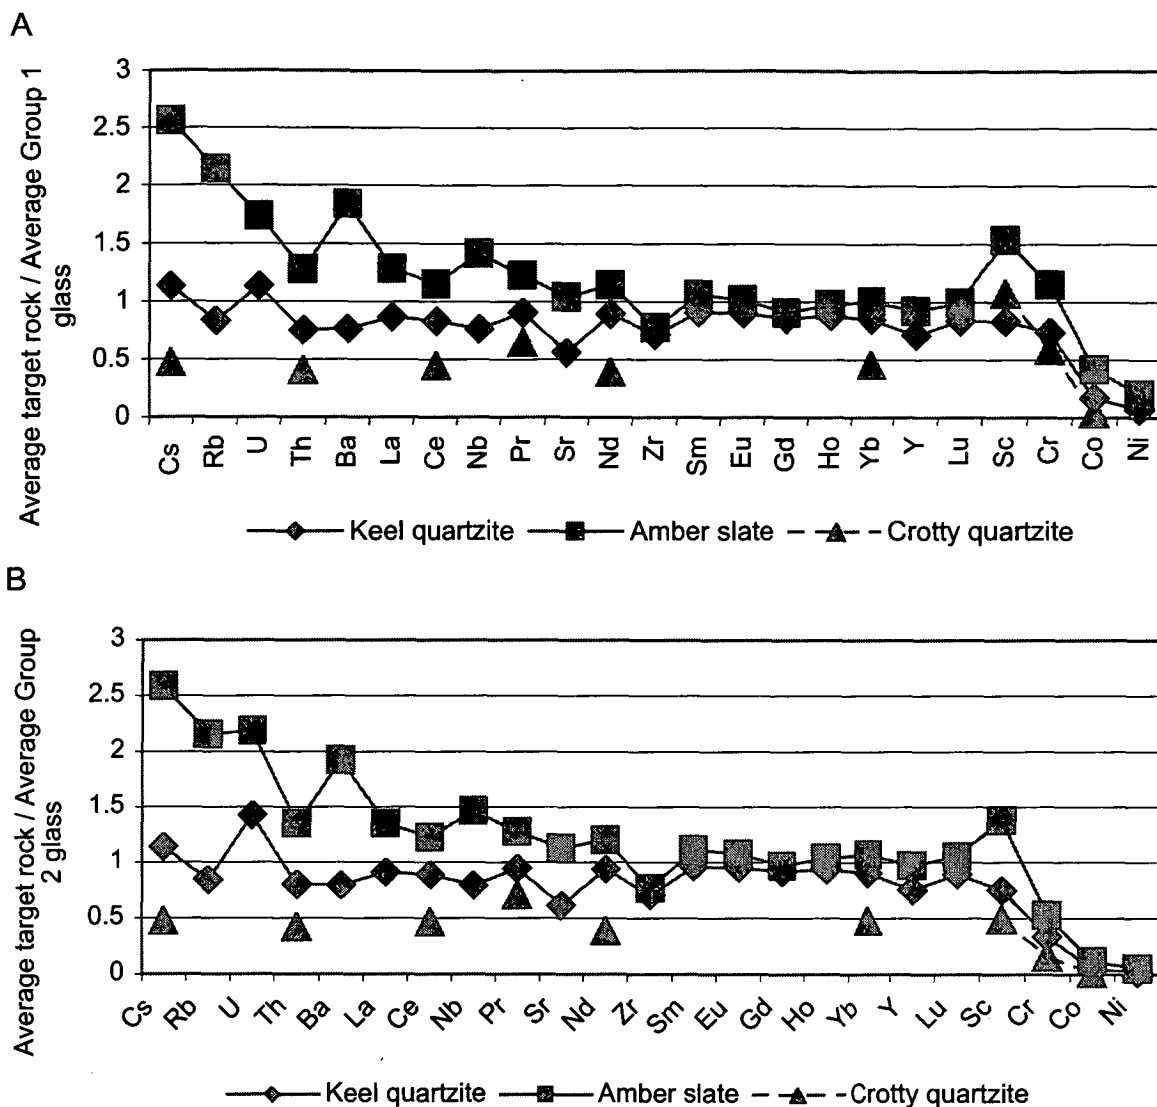 A
Average target rock / Average Group 1
glass
3
2.5
2
1.5
1
0.5
0
Cs Rb U Th Ba La Ce Nb Pr Sr Nd Zr Sm Eu Gd Ho Yb Y Lu Sc Cr Co Ni
Keel quartzite Amber slate Crotty quartzite
B
Average target rock / Average Group
2 glass
3
2.5
2
1.5
1
0.5
0
Cs Rb U Th Ba La Ce Nb Pr Sr Nd Zr Sm Eu Gd Ho Yb Y Lu Sc Cr Co Ni
Keel quartzite Amber slate Crotty quartzite